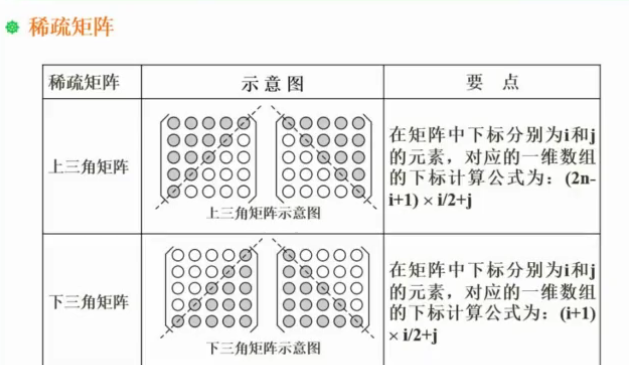 稀疏矩阵
稀疏矩阵
示意图
要 点
上三角矩阵
上三角矩阵示意图
在矩阵中下标分别为i和j
的元素，对应的一维数组
的下标计算公式为：(2n-
i+1)×i/2+j
下三角矩阵
下三角矩阵示意图
在矩阵中下标分别为i和j
的元素，对应的一维数组
的下标计算公式为：(i+1)
×i/2+j